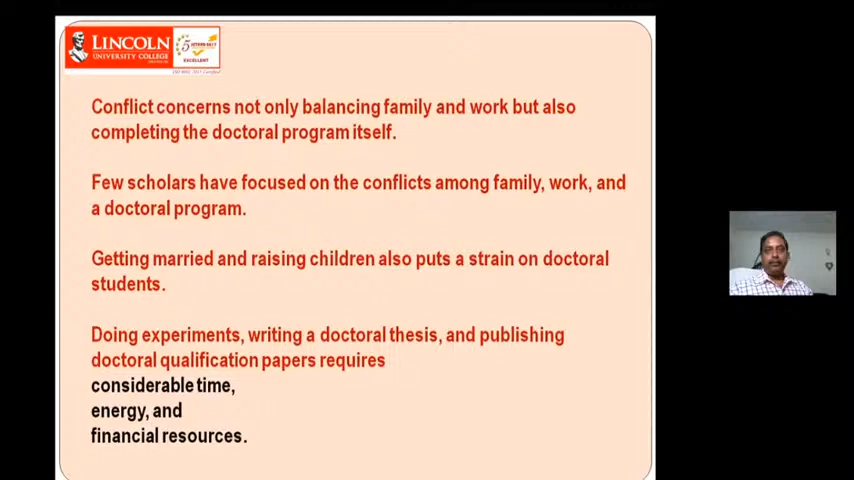 LINCOLN
UNIVERSITY COLLEGE
5
EXCELLENT
Conflict concerns not only balancing family and work but also
completing the doctoral program itself.
Few scholars have focused on the conflicts among family, work, and
a doctoral program.
Getting married and raising children also puts a strain on doctoral
students.
Doing experiments, writing a doctoral thesis, and publishing
doctoral qualification papers requires
considerable time,
energy, and
financial resources.